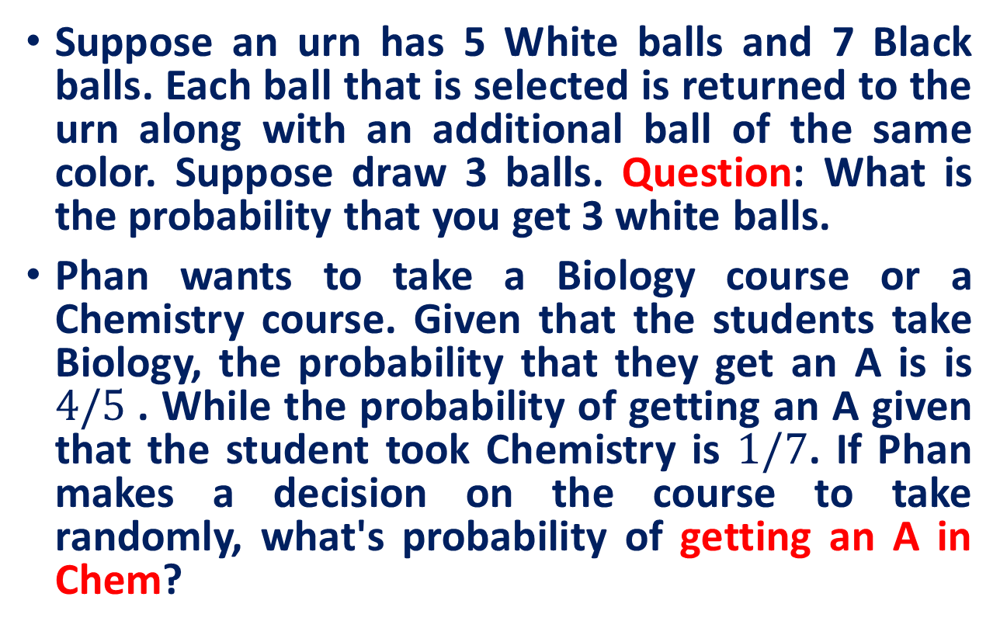 • Suppose an urn has 5 White balls and 7 Black
balls. Each ball that is selected is returned to the
urn along with an additional ball of the same
color. Suppose draw 3 balls. Question: What is
the probability that you get 3 white balls.
• Phan wants to take a Biology course or a
Chemistry course. Given that the students take
Biology, the probability that they get an A is is
4/5 . While the probability of getting an A given
that the student took Chemistry is 1/7. If Phan
makes a decision on the course to take
randomly, what's probability of getting an A in
Chem?